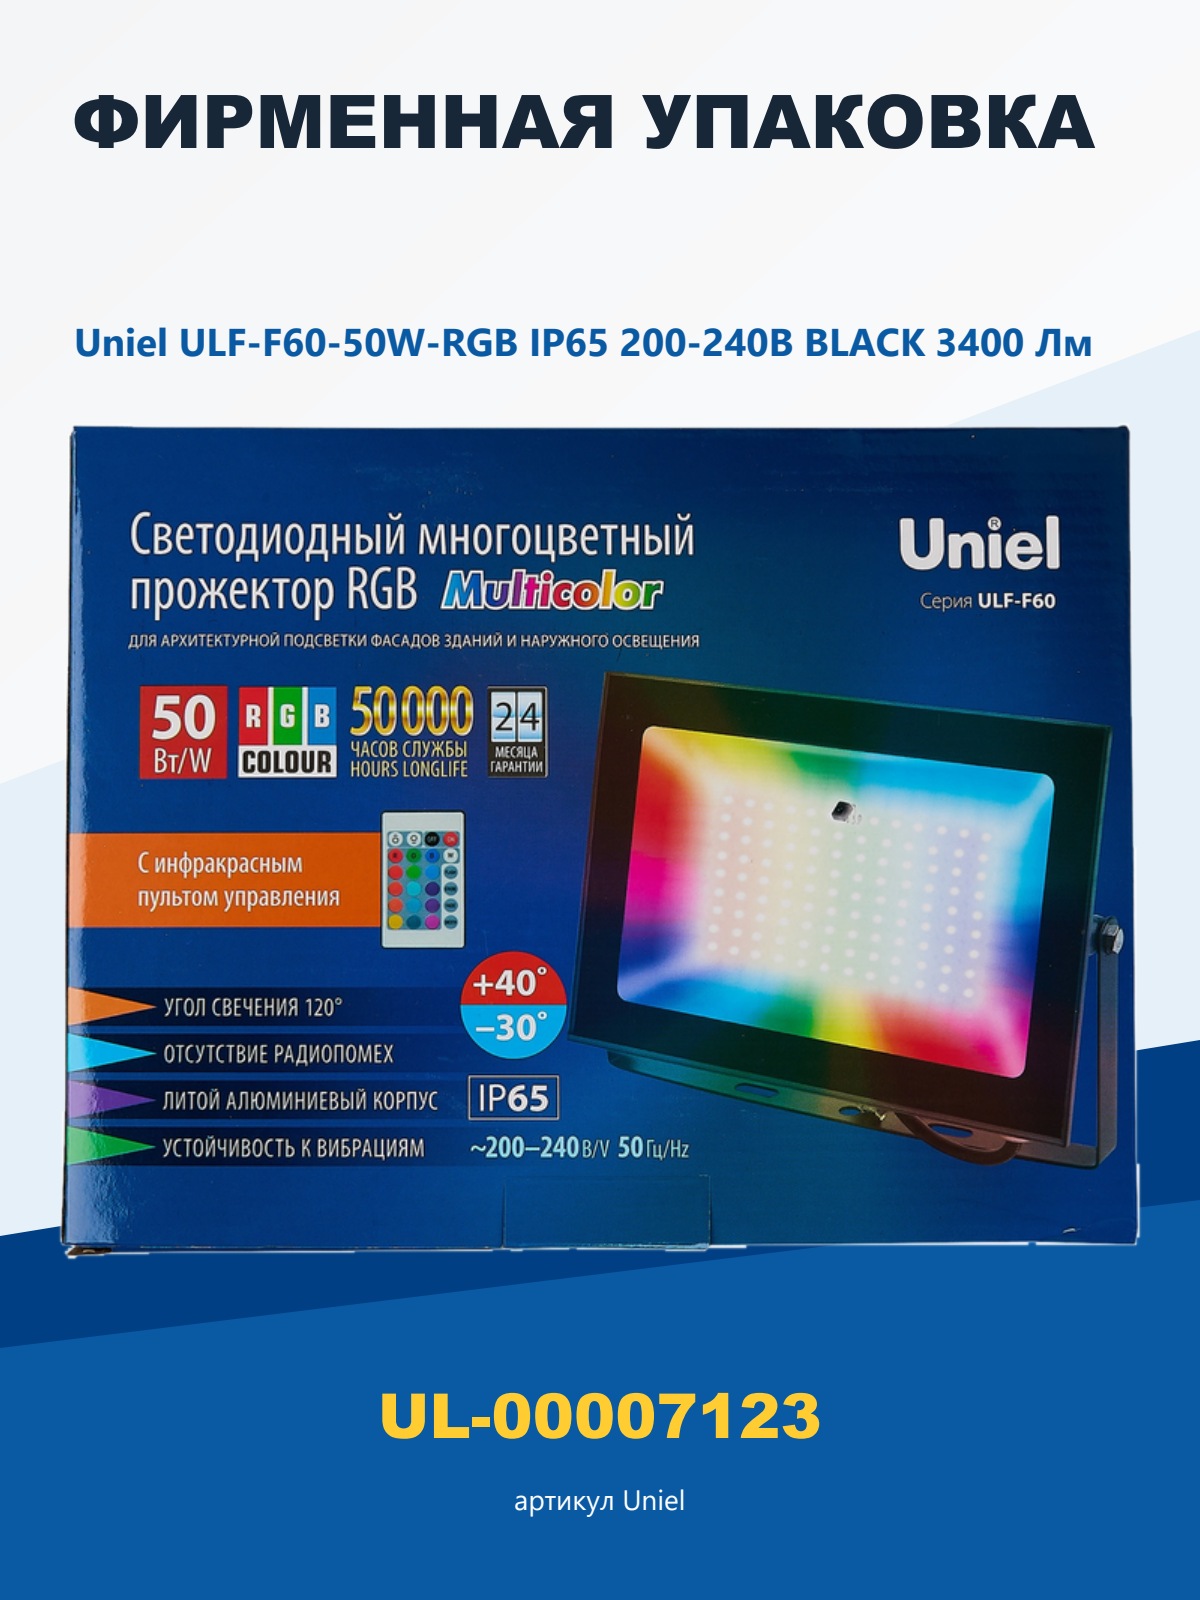 ФИРМЕННАЯ УПАКОВКА
Uniel ULF-F60-50W-RGB IP65 200-240В BLACK 3400 Лм
Светодиодный многоцветный
прожектор RGB Multicolor
ДЛЯ АРХИТЕКТУРНОЙ ПОДСВЕТКИ ФАСАДОВ ЗДАНИЙ И НАРУЖНОГО ОСВЕЩЕНИЯ
Uniel®
Серия ULF-F60
50
Вт/W
R G B
COLOUR
50000
ЧАСОВ СЛУЖБЫ
HOURS LONGLIFE
24
МЕСЯЦА
ГАРАНТИИ
С инфракрасным
пультом управления
+40°
−30°
УГОЛ СВЕЧЕНИЯ 120°
ОТСУТСТВИЕ РАДИОПОМЕХ
ЛИТОЙ АЛЮМИНИЕВЫЙ КОРПУС
IP65
УСТОЙЧИВОСТЬ К ВИБРАЦИЯМ
~200–240 В/V 50 Гц/Hz
UL-00007123
артикул Uniel